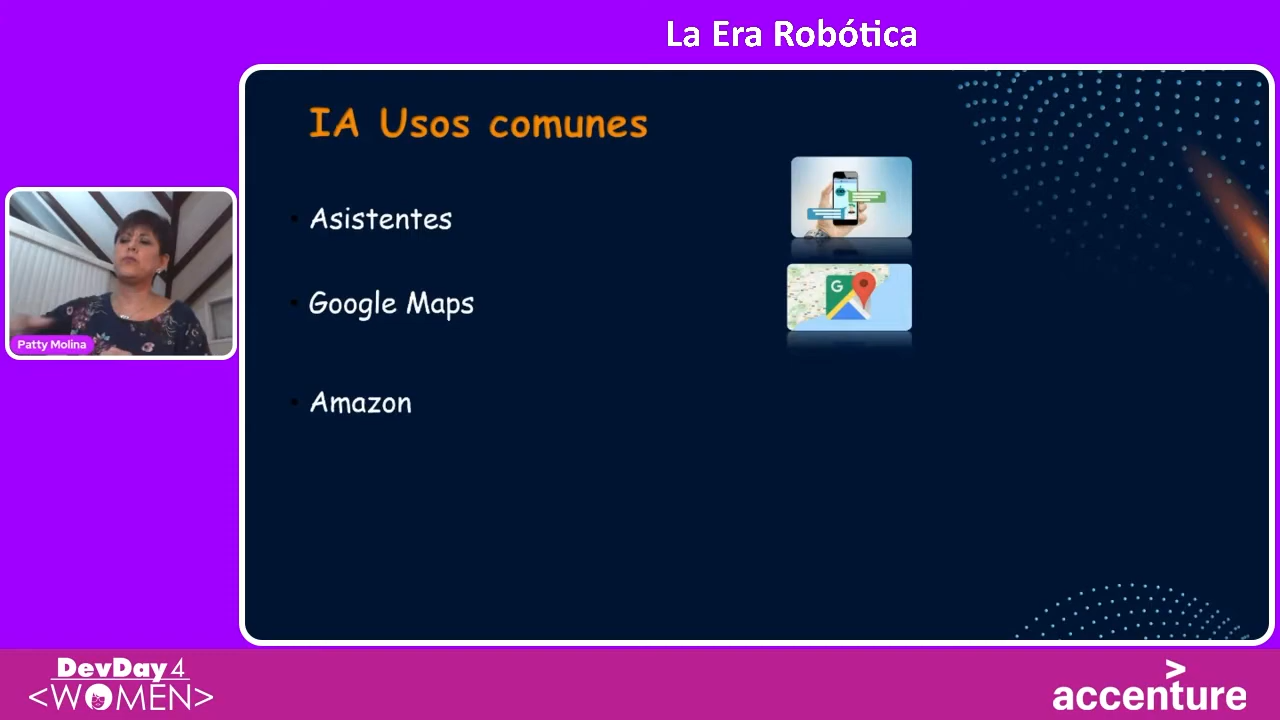 La Era Robótica
IA Usos comunes
Asistentes
Google Maps
Amazon
Patty Molina
DevDay 4
<WOMEN>
accenture